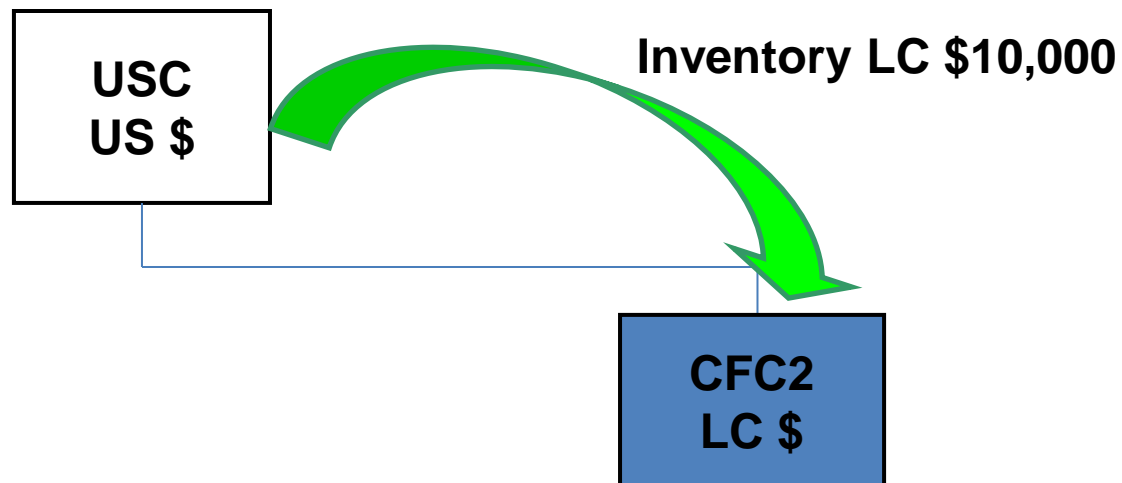 USC
US $
Inventory LC $10,000
CFC2
LC $